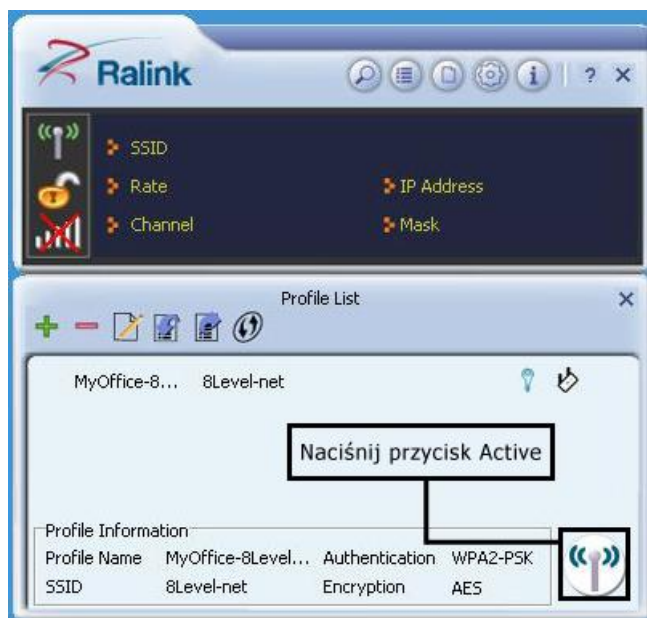 Ralink
i ? ×
SSID
Rate IP Address
Channel Mask
Profile List ×
MyOffice-8... 8Level-net
Naciśnij przycisk Active
Profile Information
Profile Name MyOffice-8Level... Authentication WPA2-PSK
SSID 8Level-net Encryption AES